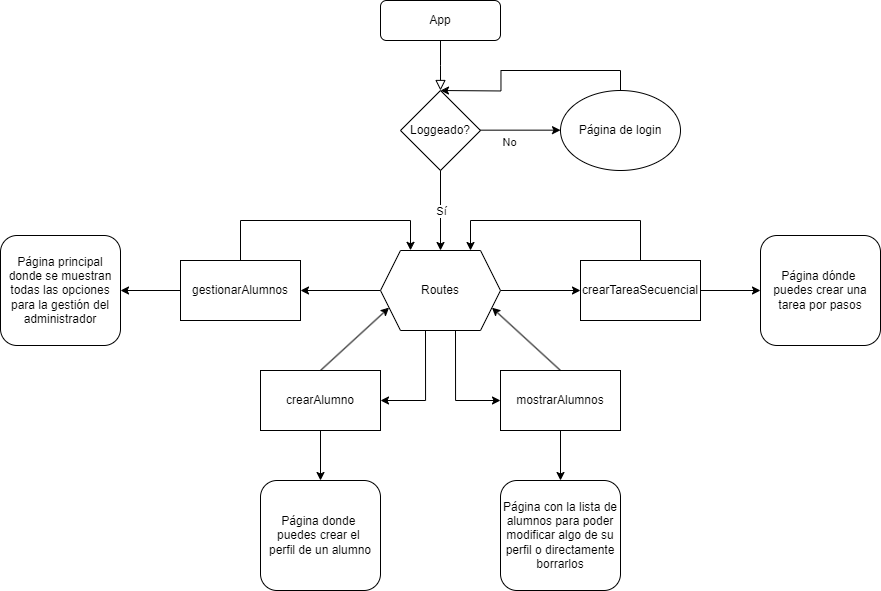 App
Loggeado?
No
Página de login
Sí
Página principal
donde se muestran
todas las opciones
para la gestión del
administrador
gestionarAlumnos
Routes
crearTareaSecuencial
Página dónde
puedes crear una
tarea por pasos
crearAlumno
mostrarAlumnos
Página donde
puedes crear el
perfil de un alumno
Página con la lista de
alumnos para poder
modificar algo de su
perfil o directamente
borrarlos